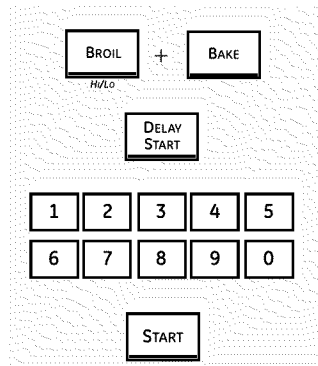 BROIL + BAKE
Hi/Lo
DELAY
START
1 2 3 4 5
6 7 8 9 0
START